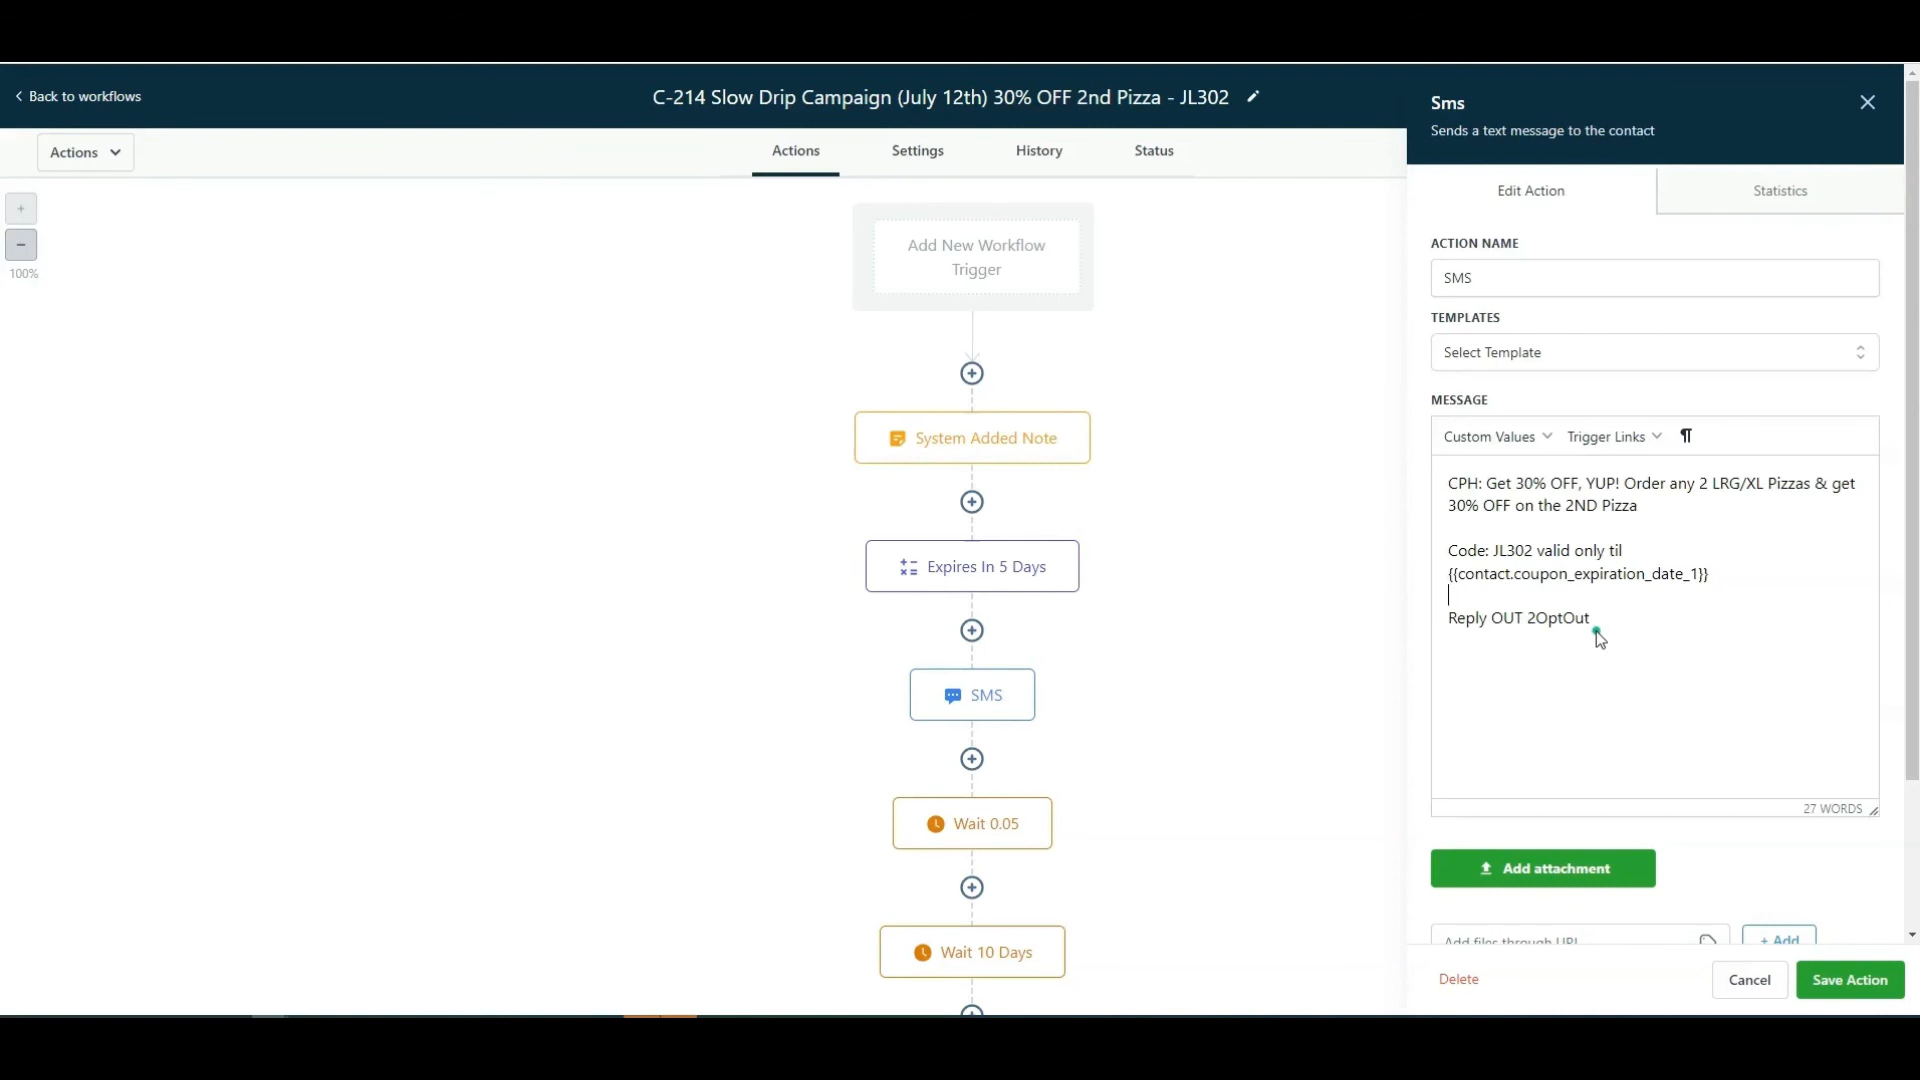 Back to workflows
C-214 Slow Drip Campaign (July 12th) 30% OFF 2nd Pizza - JL302
Sms
Sends a text message to the contact
Actions
Actions
Settings
History
Status
Edit Action
Statistics
+
−
100%
Add New Workflow
Trigger
System Added Note
Expires In 5 Days
SMS
Wait 0.05
Wait 10 Days
ACTION NAME
SMS
TEMPLATES
Select Template
MESSAGE
Custom Values
Trigger Links
¶
CPH: Get 30% OFF, YUP! Order any 2 LRG/XL Pizzas & get
30% OFF on the 2ND Pizza
Code: JL302 valid only til
{{contact.coupon_expiration_date_1}}
Reply OUT 2OptOut
27 WORDS
Add attachment
Add files through URL
+ Add
Delete
Cancel
Save Action